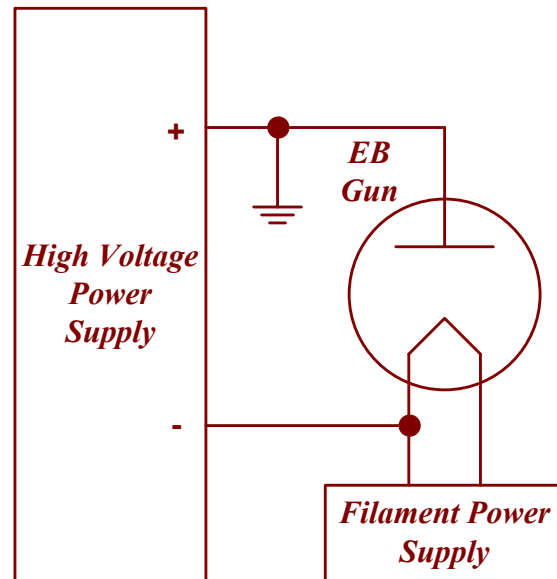 +
EB
Gun
High Voltage
Power
Supply
-
Filament Power
Supply